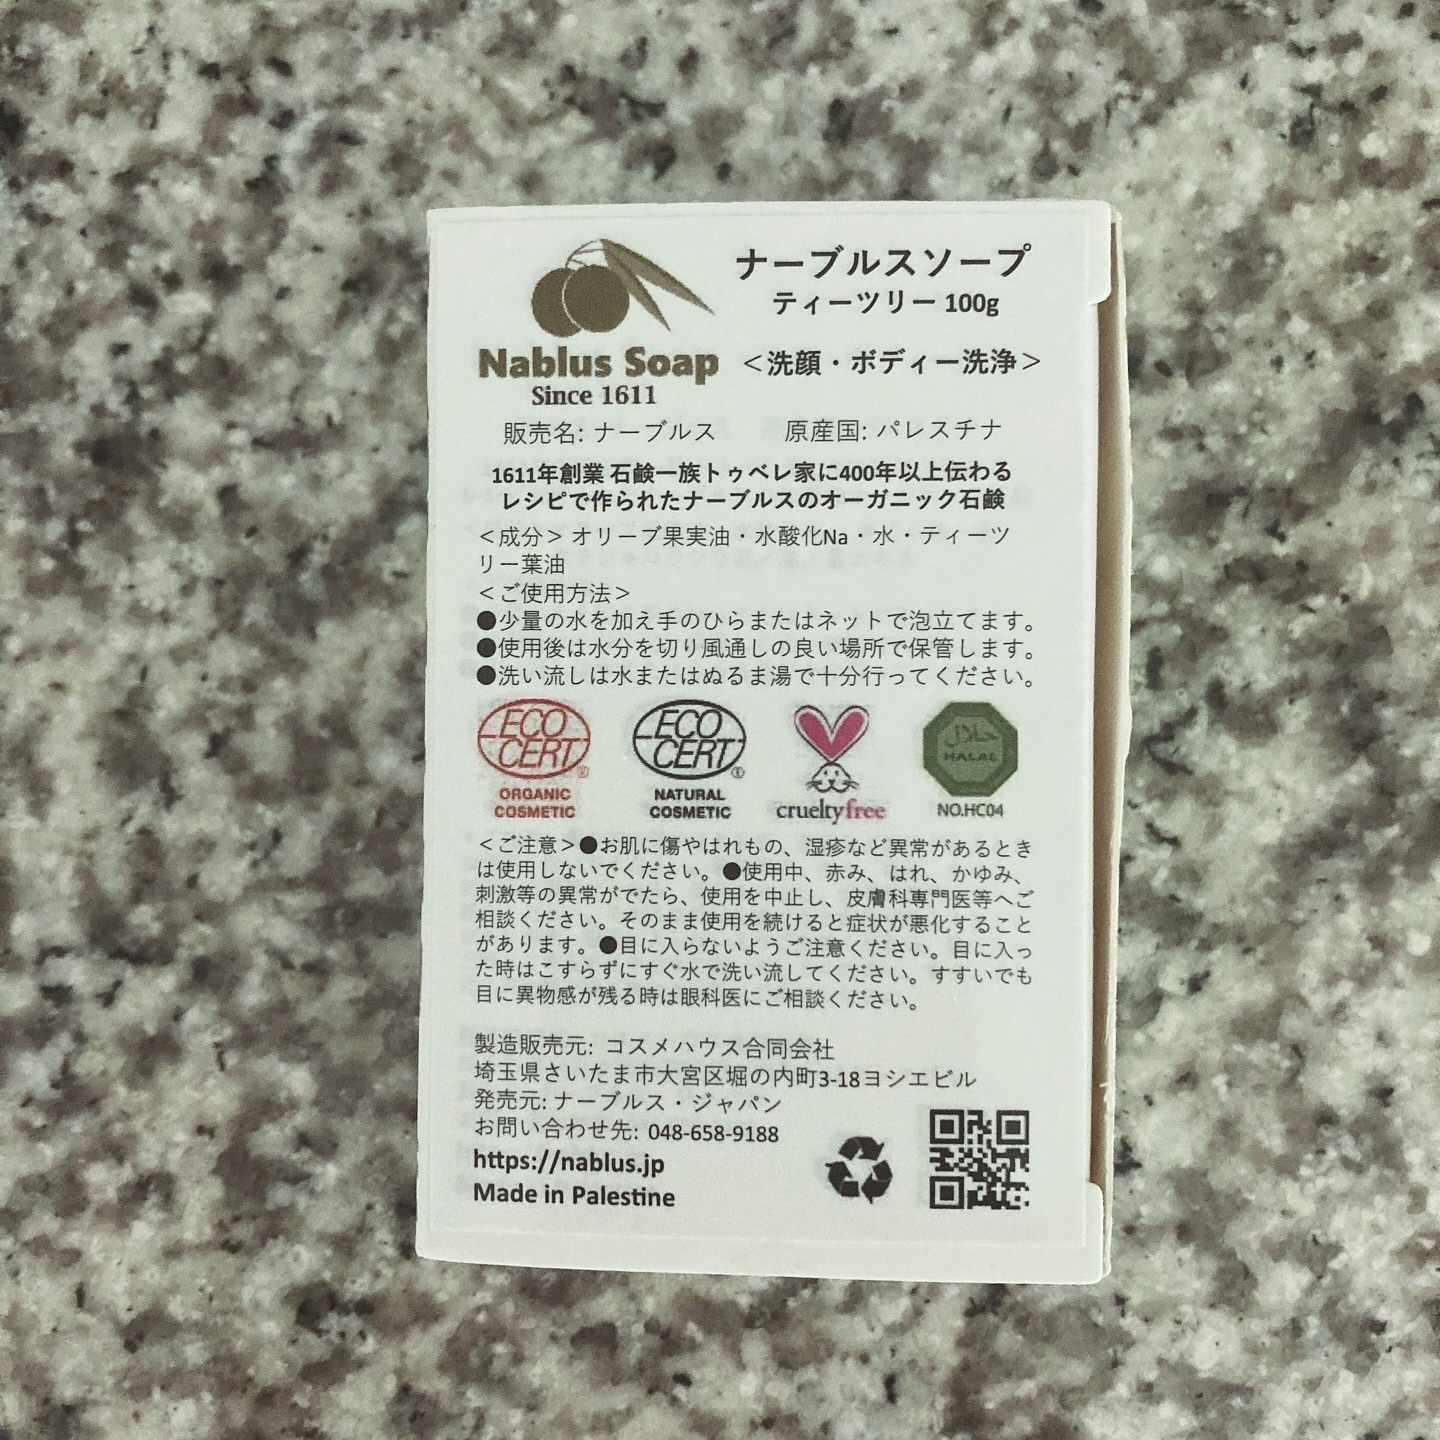 ナーブルスソープ
ティーツリー 100g
Nablus Soap
Since 1611
＜洗顔・ボディー洗浄＞
販売名: ナーブルス 原産国: パレスチナ
1611年創業 石鹸一族トゥベレ家に400年以上伝わる
レシピで作られたナーブルスのオーガニック石鹸
＜成分＞オリーブ果実油・水酸化Na・水・ティーツ
リー葉油
＜ご使用方法＞
●少量の水を加え手のひらまたはネットで泡立てます。
●使用後は水分を切り風通しの良い場所で保管します。
●洗い流しは水またはぬるま湯で十分行ってください。
ECO
CERT®
ORGANIC
COSMETIC
ECO
CERT®
NATURAL
COSMETIC
crueltyfree
حلال
HALAL
NO.HC04
＜ご注意＞●お肌に傷やはれもの、湿疹など異常があるとき
は使用しないでください。●使用中、赤み、はれ、かゆみ、
刺激等の異常がでたら、使用を中止し、皮膚科専門医等へご
相談ください。そのまま使用を続けると症状が悪化すること
があります。●目に入らないようご注意ください。目に入っ
た時はこすらずにすぐ水で洗い流してください。すすいでも
目に異物感が残る時は眼科医にご相談ください。
製造販売元: コスメハウス合同会社
埼玉県さいたま市大宮区堀の内町3-18ヨシエビル
発売元: ナーブルス・ジャパン
お問い合わせ先: 048-658-9188
https://nablus.jp
Made in Palestine